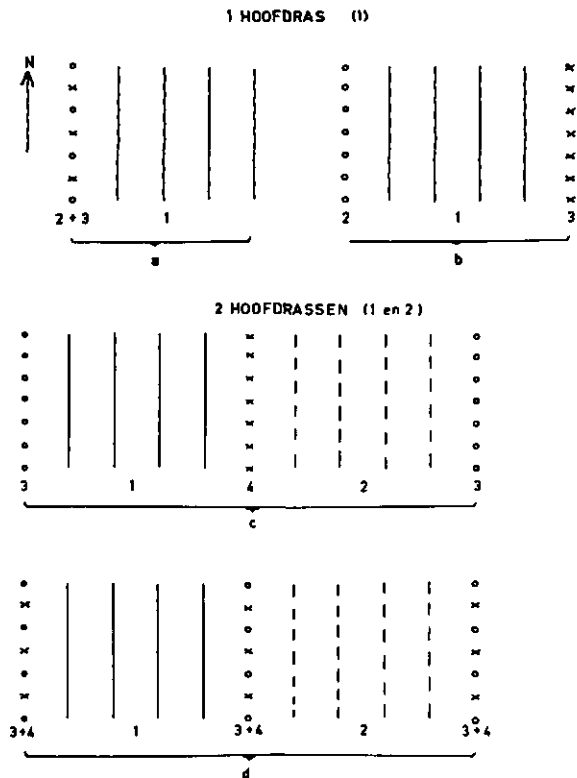 1 HOOFDRAS (1)
N
2 + 3 1 2 1 3
a b
2 HOOFDRASSEN (1 en 2)
3 1 4 2 3
c
3+4 1 3+4 2 3+4
d